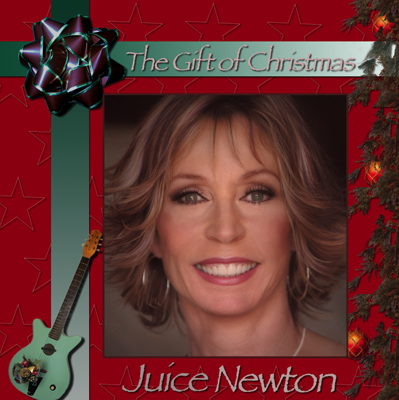 The Gift of Christmas
Juice Newton